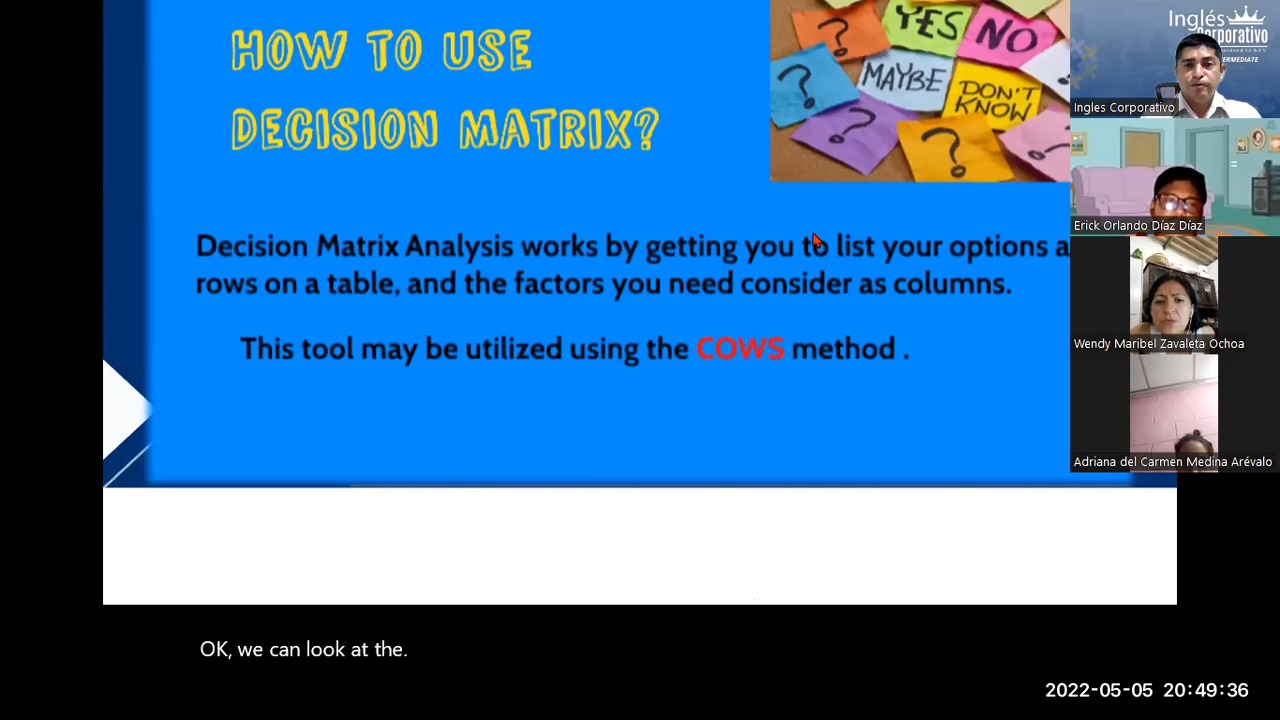 HOW TO USE
DECISION MATRIX?
?
YES
NO
?
MAYBE
DON'T
KNOW
?
?
?
Decision Matrix Analysis works by getting you to list your options a
rows on a table, and the factors you need consider as columns.
This tool may be utilized using the COWS method .
Inglés
Corporativo
ERMEDIATE
Ingles Corporativo
Erick Orlando Díaz Díaz
Wendy Maribel Zavaleta Ochoa
Adriana del Carmen Medina Arévalo
OK, we can look at the.
2022-05-05 20:49:36